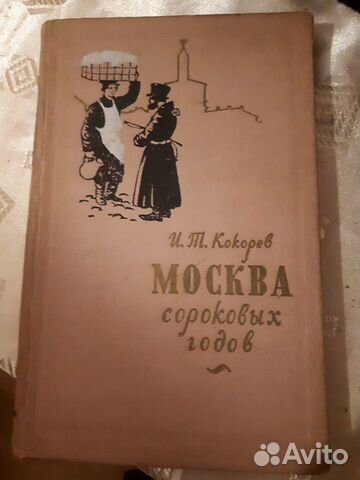 И. Т. Кокорев
МОСКВА
сороковых
годов
Avito